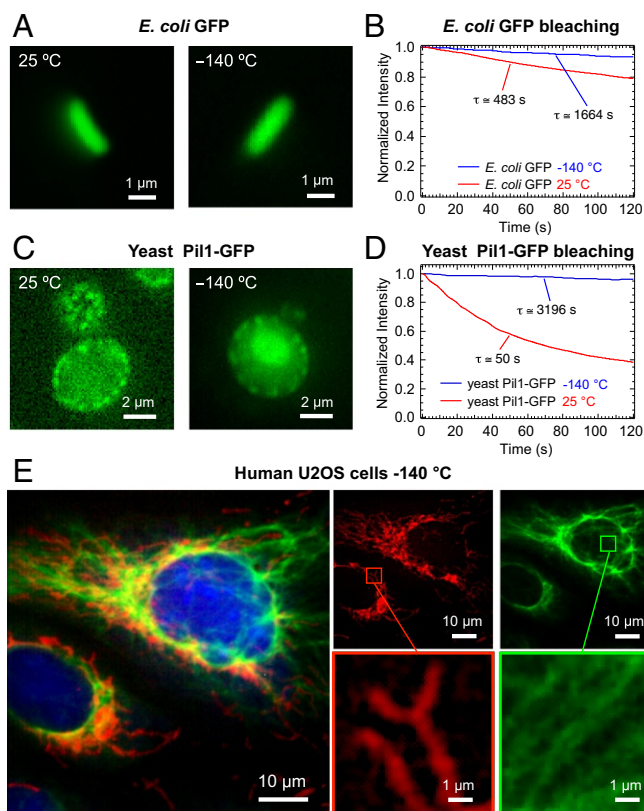 A
E. coli GFP
25 ºC
1 µm
–140 ºC
1 µm
B
E. coli GFP bleaching
Normalized Intensity
1.0
0.8
0.6
0.4
0.2
0.0
τ ≃ 483 s
τ ≃ 1664 s
E. coli GFP -140 °C
E. coli GFP 25 °C
0 20 40 60 80 100 120
Time (s)
C
Yeast Pil1-GFP
25 ºC
2 µm
–140 ºC
2 µm
D
Yeast Pil1-GFP bleaching
Normalized Intensity
1.0
0.8
0.6
0.4
0.2
0.0
τ ≃ 3196 s
τ ≃ 50 s
yeast Pil1-GFP -140 °C
yeast Pil1-GFP 25 °C
0 20 40 60 80 100 120
Time (s)
E
Human U2OS cells -140 °C
10 µm
10 µm
10 µm
1 µm
1 µm